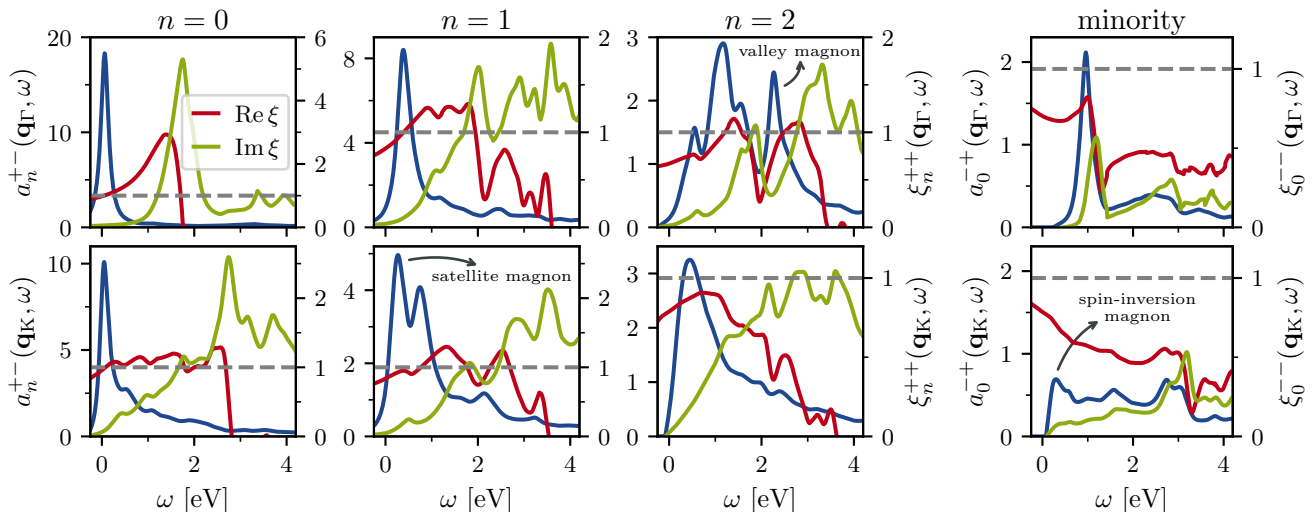 n = 0
n = 1
n = 2
minority
20
10
0
6
5
4
3
2
1
0
a_n^{+-}(q_Γ, ω)
Re ξ
Im ξ
8
4
0
2
1
0
3
2
1
0
2
1
0
valley magnon
ξ_n^{++}(q_Γ, ω)
a_0^{-+}(q_Γ, ω)
2
1
0
1
0
ξ_0^{--}(q_Γ, ω)
10
5
0
2
1
0
a_n^{+-}(q_K, ω)
4
2
0
2
1
0
satellite magnon
3
2
1
0
1
0
ξ_n^{++}(q_K, ω)
a_0^{-+}(q_K, ω)
2
1
0
1
0
spin-inversion
magnon
ξ_0^{--}(q_K, ω)
0 2 4
0 2 4
0 2 4
0 2 4
ω [eV]
ω [eV]
ω [eV]
ω [eV]